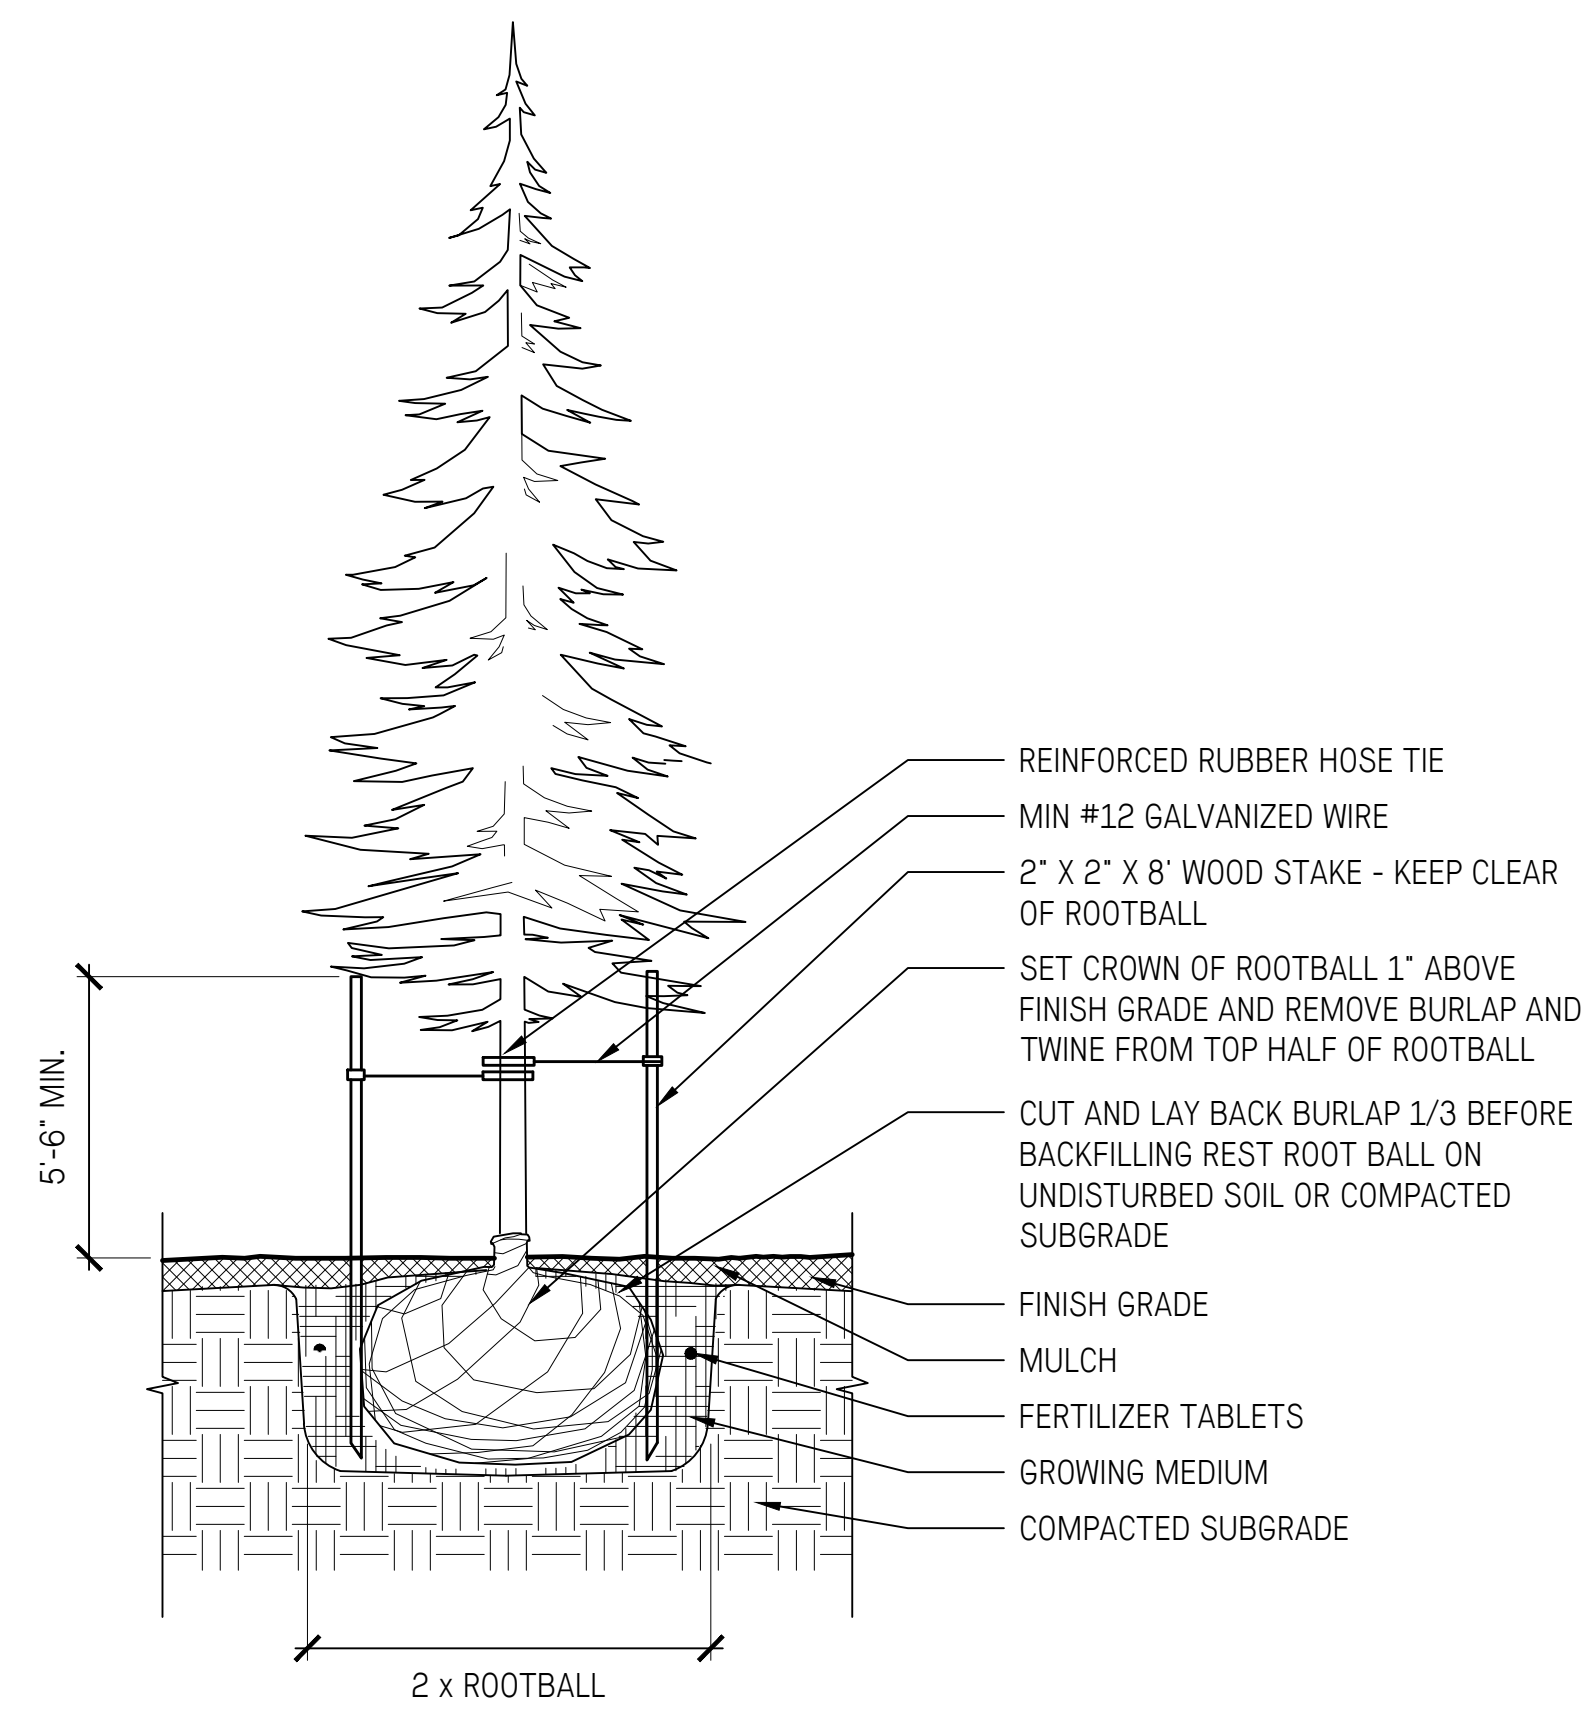 REINFORCED RUBBER HOSE TIE
MIN #12 GALVANIZED WIRE
2" X 2" X 8' WOOD STAKE - KEEP CLEAR
OF ROOTBALL
SET CROWN OF ROOTBALL 1" ABOVE
FINISH GRADE AND REMOVE BURLAP AND
TWINE FROM TOP HALF OF ROOTBALL
5'-6" MIN.
CUT AND LAY BACK BURLAP 1/3 BEFORE
BACKFILLING REST ROOT BALL ON
UNDISTURBED SOIL OR COMPACTED
SUBGRADE
FINISH GRADE
MULCH
FERTILIZER TABLETS
GROWING MEDIUM
COMPACTED SUBGRADE
2 x ROOTBALL